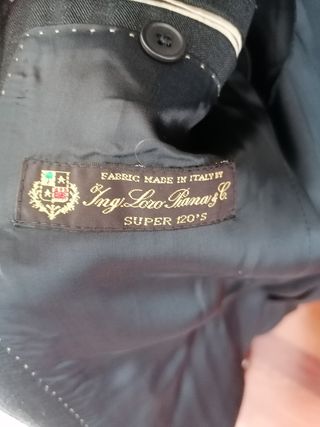 FABRIC MADE IN ITALY BY
Ing. Loro Piana & C.
SUPER 120'S